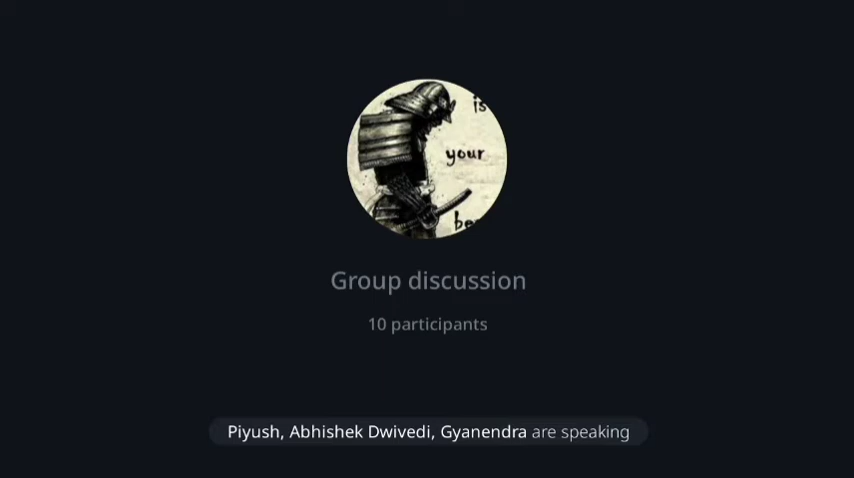 is
your
Group discussion
10 participants
Piyush, Abhishek Dwivedi, Gyanendra are speaking